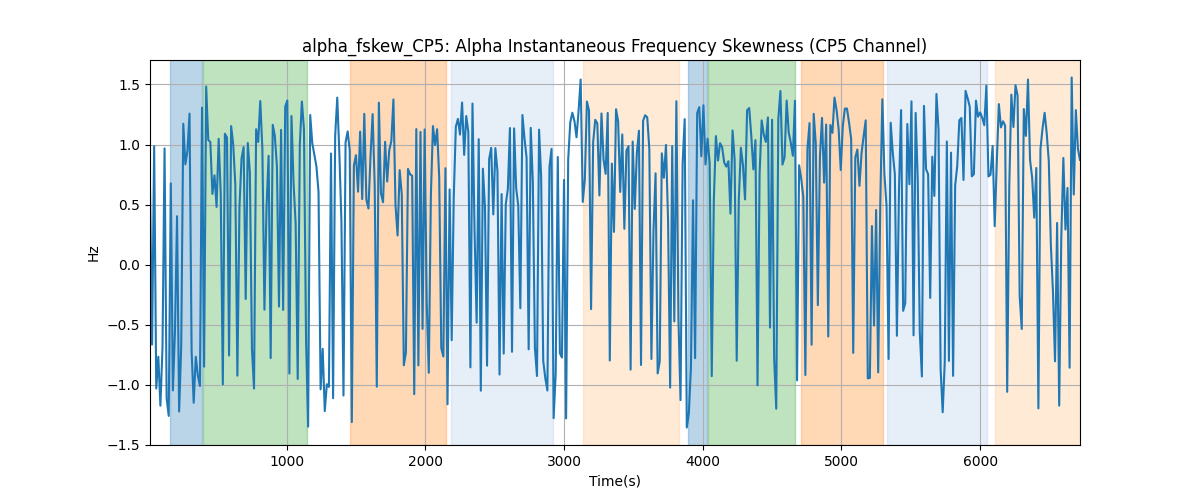 alpha_fskew_CP5: Alpha Instantaneous Frequency Skewness (CP5 Channel)
1.5
1.0
0.5
0.0
−0.5
−1.0
−1.5
Hz
1000 2000 3000 4000 5000 6000
Time(s)